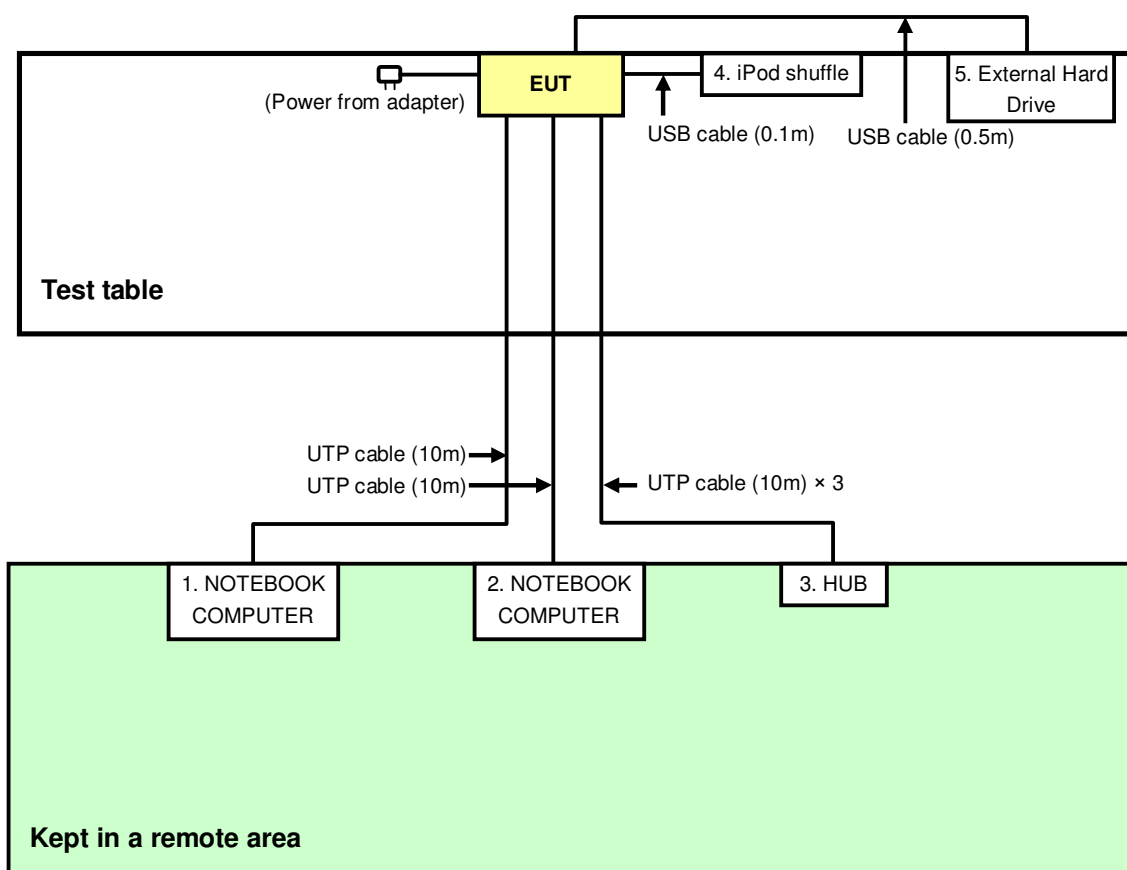 EUT
4. iPod shuffle
5. External Hard
Drive
(Power from adapter)
USB cable (0.1m)
USB cable (0.5m)
Test table
UTP cable (10m)
UTP cable (10m)
UTP cable (10m) × 3
1. NOTEBOOK
COMPUTER
2. NOTEBOOK
COMPUTER
3. HUB
Kept in a remote area